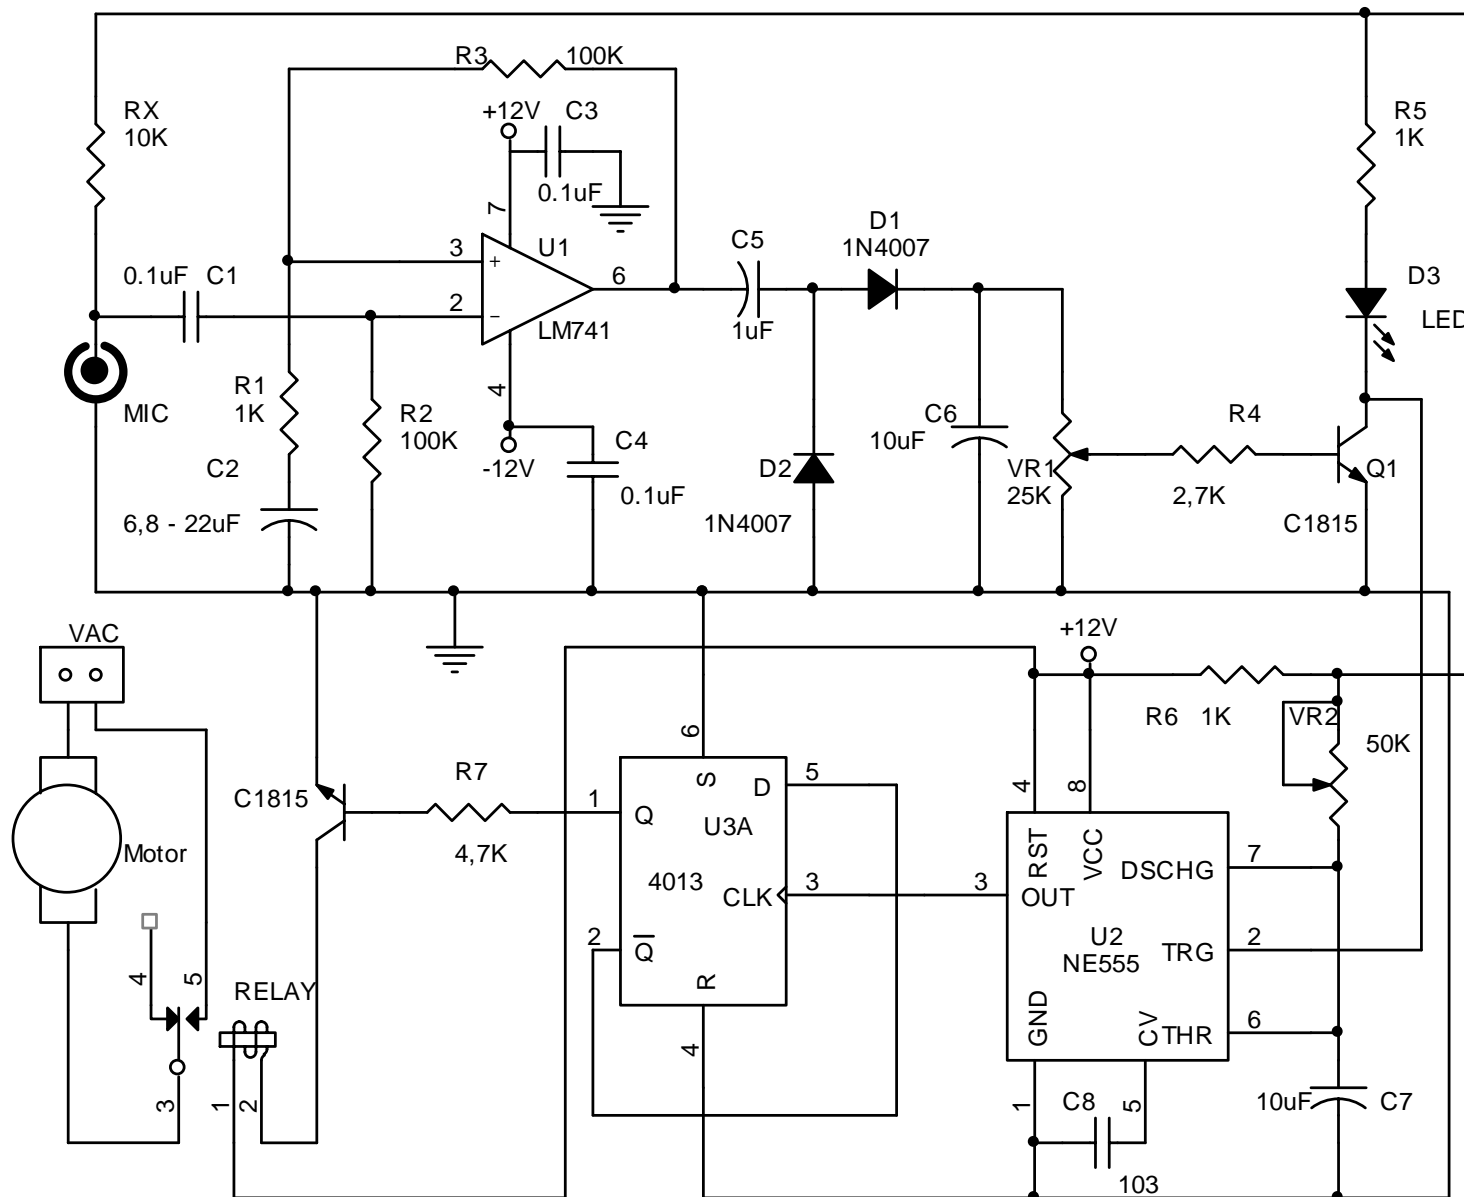 R3 100K
RX
10K
+12V C3
0.1uF
7
R5
1K
D1
1N4007
C5
1uF
0.1uF C1
3
+
U1
6
2
−
LM741
D3
LED
MIC
R1
1K
R2
100K
4
-12V
C4
0.1uF
C2
6,8 - 22uF
D2
1N4007
C6
10uF
VR1
25K
R4
2,7K
Q1
C1815
VAC
+12V
R6 1K
VR2
50K
6
4
8
C1815
R7
4,7K
1
S
D
5
Q
U3A
4013
CLK
3
2
Q
R
4
Motor
4
5
3
RELAY
1
2
RST
VCC
DSCHG
7
3
OUT
U2
NE555
TRG
2
GND
CV
THR
6
1
C8
5
103
10uF
C7